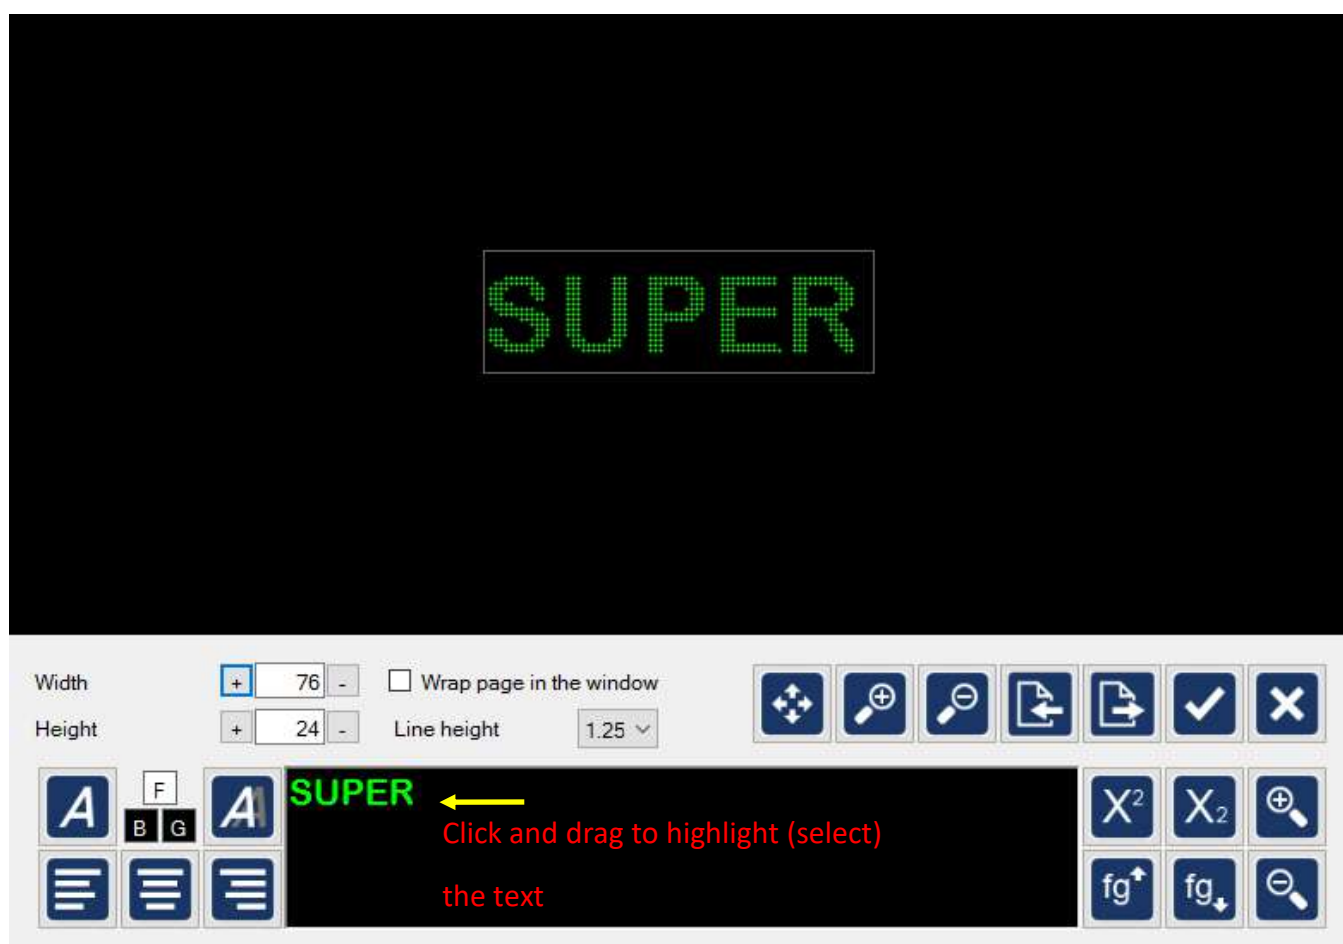 SUPER
Width + 76 - Wrap page in the window
Height + 24 - Line height 1.25
A F B G A SUPER X² X₂
Click and drag to highlight (select)
the text
fg fg